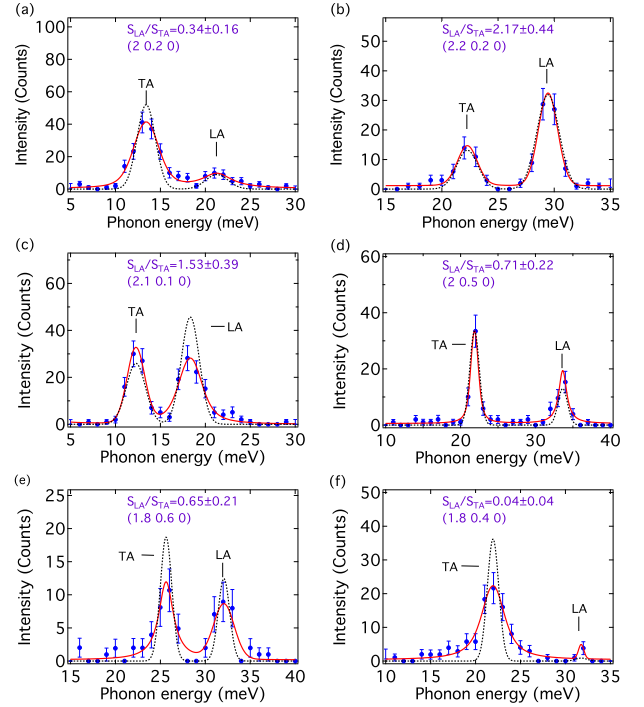 (a)
S_LA/S_TA=0.34±0.16
(2 0.2 0)
TA
LA
Intensity (Counts)
100
80
60
40
20
0
5 10 15 20 25 30
Phonon energy (meV)
(b)
S_LA/S_TA=2.17±0.44
(2.2 0.2 0)
TA
LA
Intensity (Counts)
50
40
30
20
10
0
15 20 25 30 35
Phonon energy (meV)
(c)
S_LA/S_TA=1.53±0.39
(2.1 0.1 0)
TA
LA
Intensity (Counts)
60
40
20
0
5 10 15 20 25 30
Phonon energy (meV)
(d)
S_LA/S_TA=0.71±0.22
(2 0.5 0)
TA
LA
Intensity (Counts)
60
40
20
0
10 15 20 25 30 35 40
Phonon energy (meV)
(e)
S_LA/S_TA=0.65±0.21
(1.8 0.6 0)
TA
LA
Intensity (Counts)
25
20
15
10
5
0
15 20 25 30 35 40
Phonon energy (meV)
(f)
S_LA/S_TA=0.04±0.04
(1.8 0.4 0)
TA
LA
Intensity (Counts)
50
40
30
20
10
0
10 15 20 25 30 35 40
Phonon energy (meV)